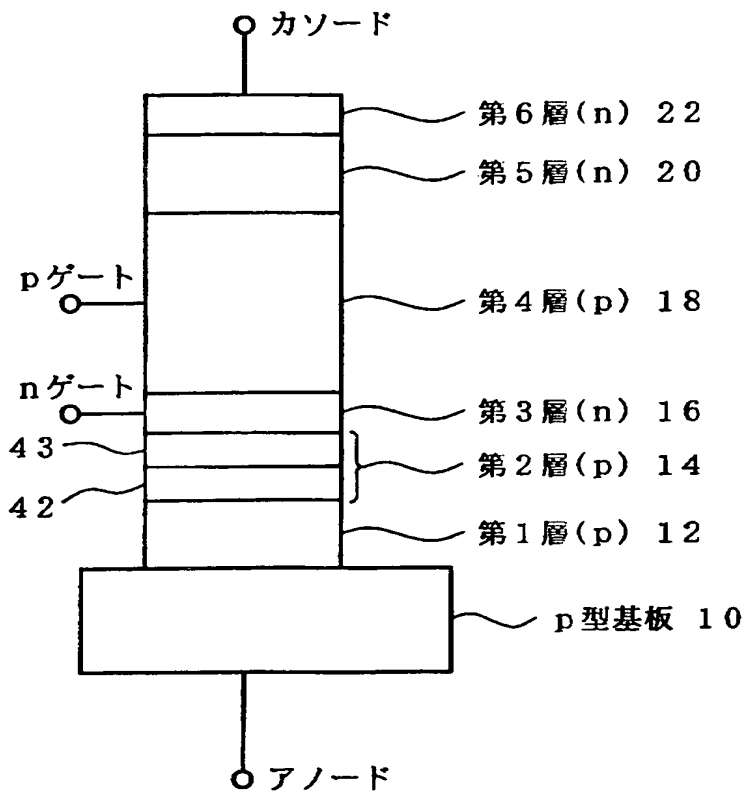 カソード
第6層(n) 22
第5層(n) 20
pゲート
第4層(p) 18
nゲート
第3層(n) 16
43
第2層(p) 14
42
第1層(p) 12
p型基板 10
アノード